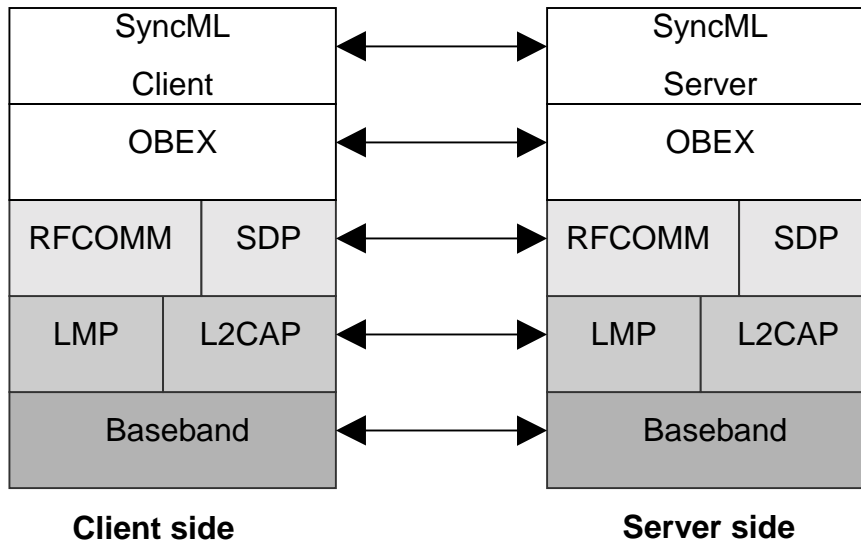 SyncML
Client
OBEX
RFCOMM SDP
LMP L2CAP
Baseband
Client side
SyncML
Server
OBEX
RFCOMM SDP
LMP L2CAP
Baseband
Server side